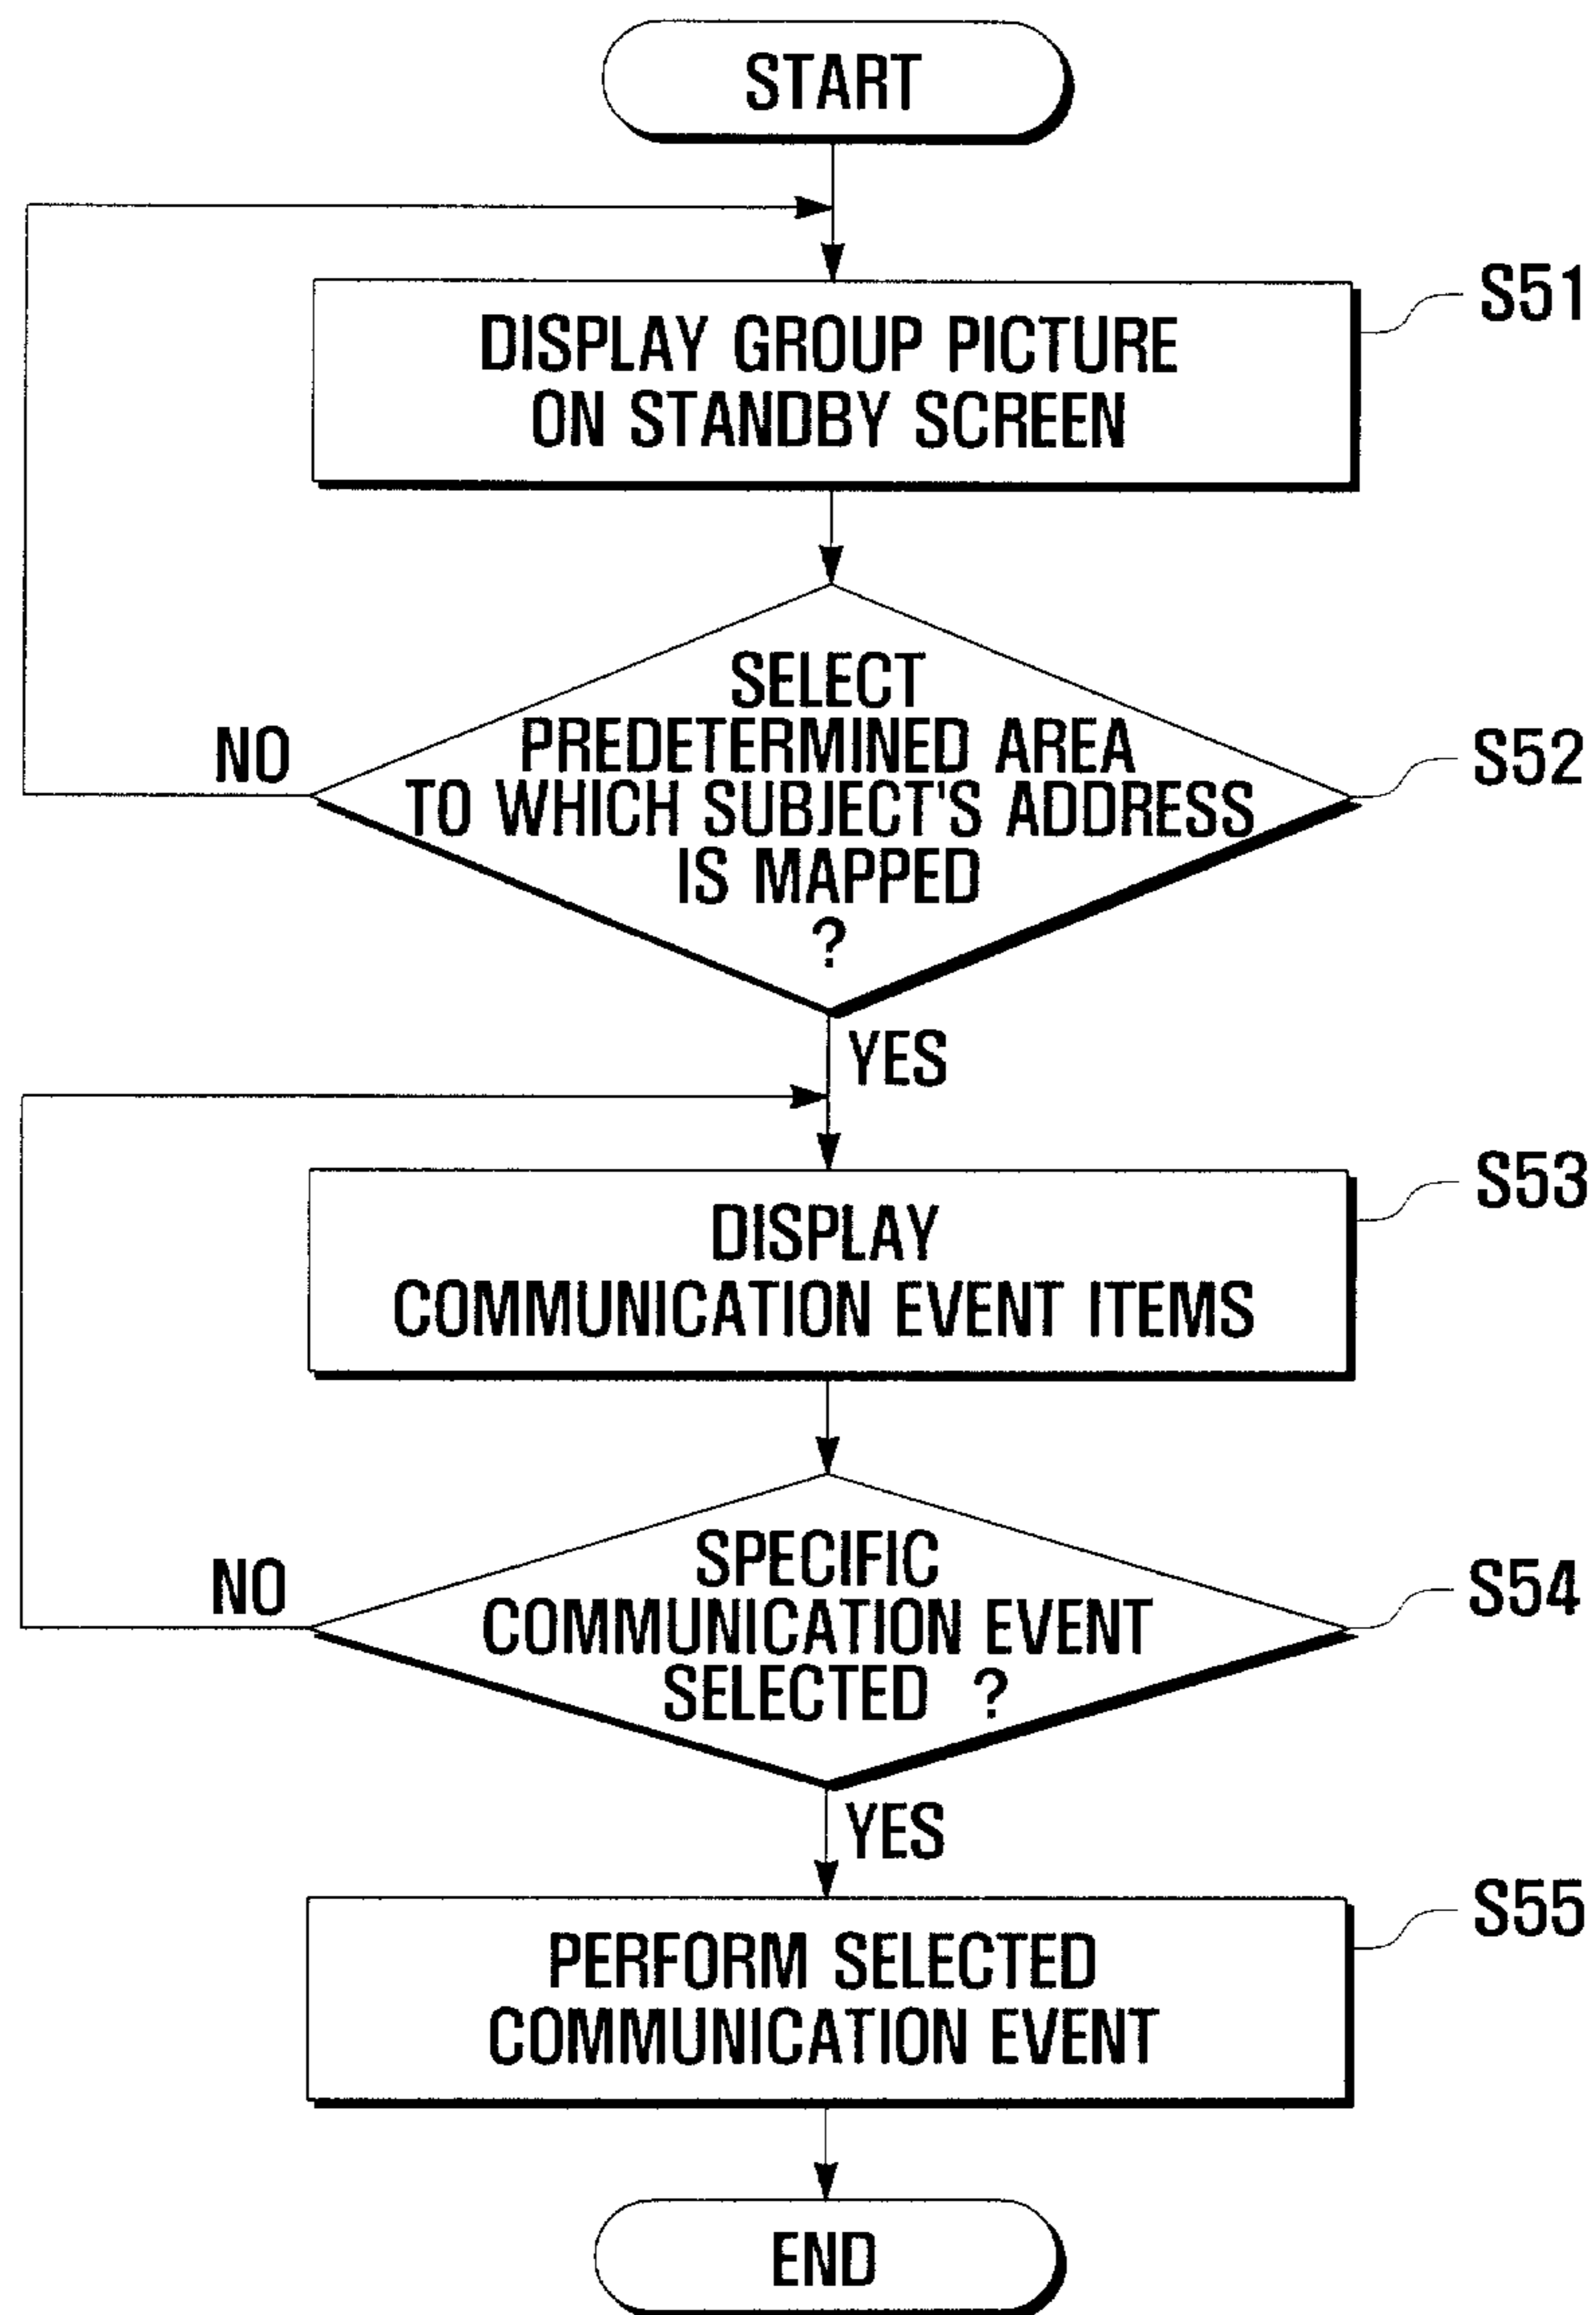 START
DISPLAY GROUP PICTURE
ON STANDBY SCREEN
S51
SELECT
PREDETERMINED AREA
TO WHICH SUBJECT'S ADDRESS
IS MAPPED
?
S52
NO
YES
DISPLAY
COMMUNICATION EVENT ITEMS
S53
SPECIFIC
COMMUNICATION EVENT
SELECTED ?
S54
NO
YES
PERFORM SELECTED
COMMUNICATION EVENT
S55
END